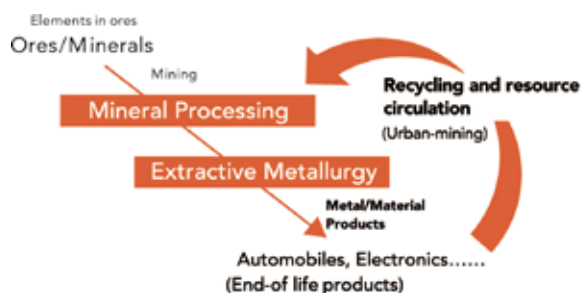 Elements in ores
Ores/Minerals
Mining
Mineral Processing
Recycling and resource
circulation
(Urban-mining)
Extractive Metallurgy
Metal/Material
Products
Automobiles, Electronics......
(End-of life products)